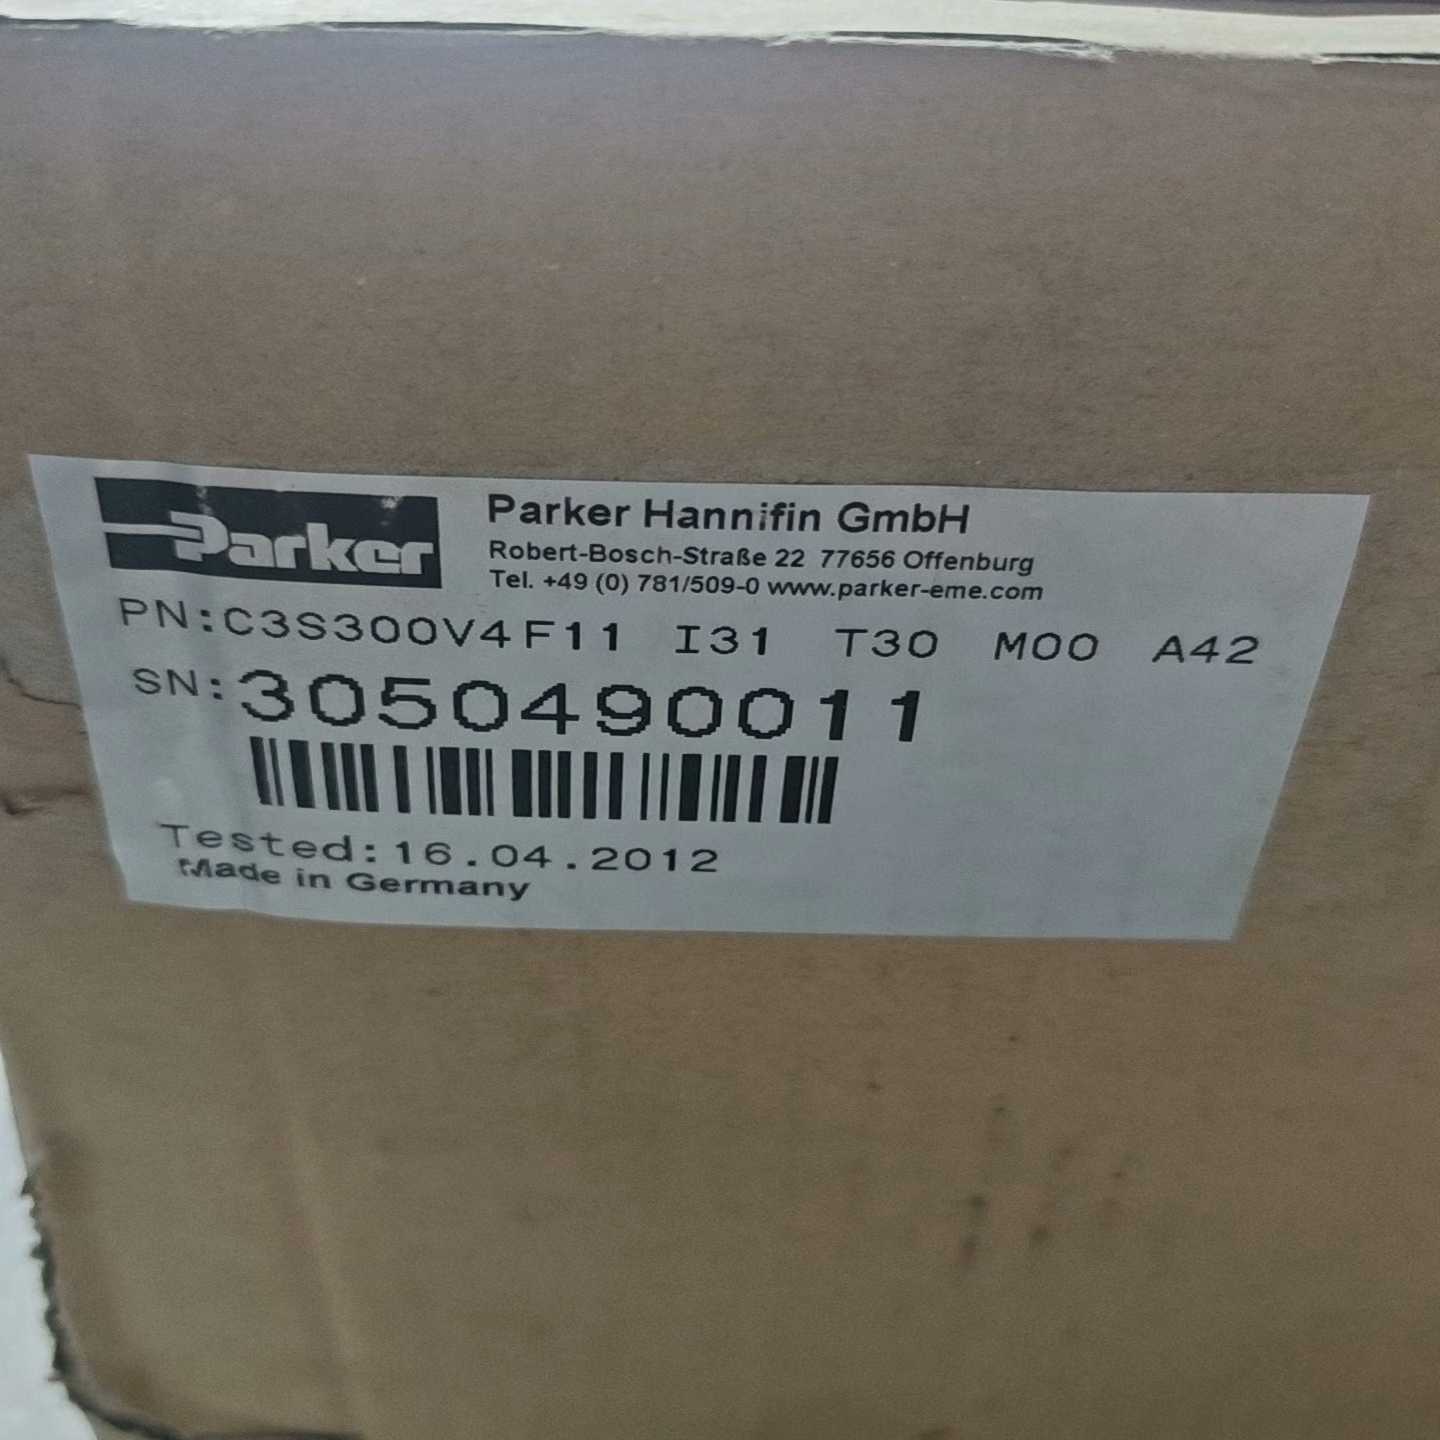 Parker
Parker Hannifin GmbH
Robert-Bosch-Straße 22 77656 Offenburg
Tel. +49 (0) 781/509-0 www.parker-eme.com
PN:C3S300V4F11 I31 T30 M00 A42
SN:3050490011
Tested:16.04.2012
Made in Germany